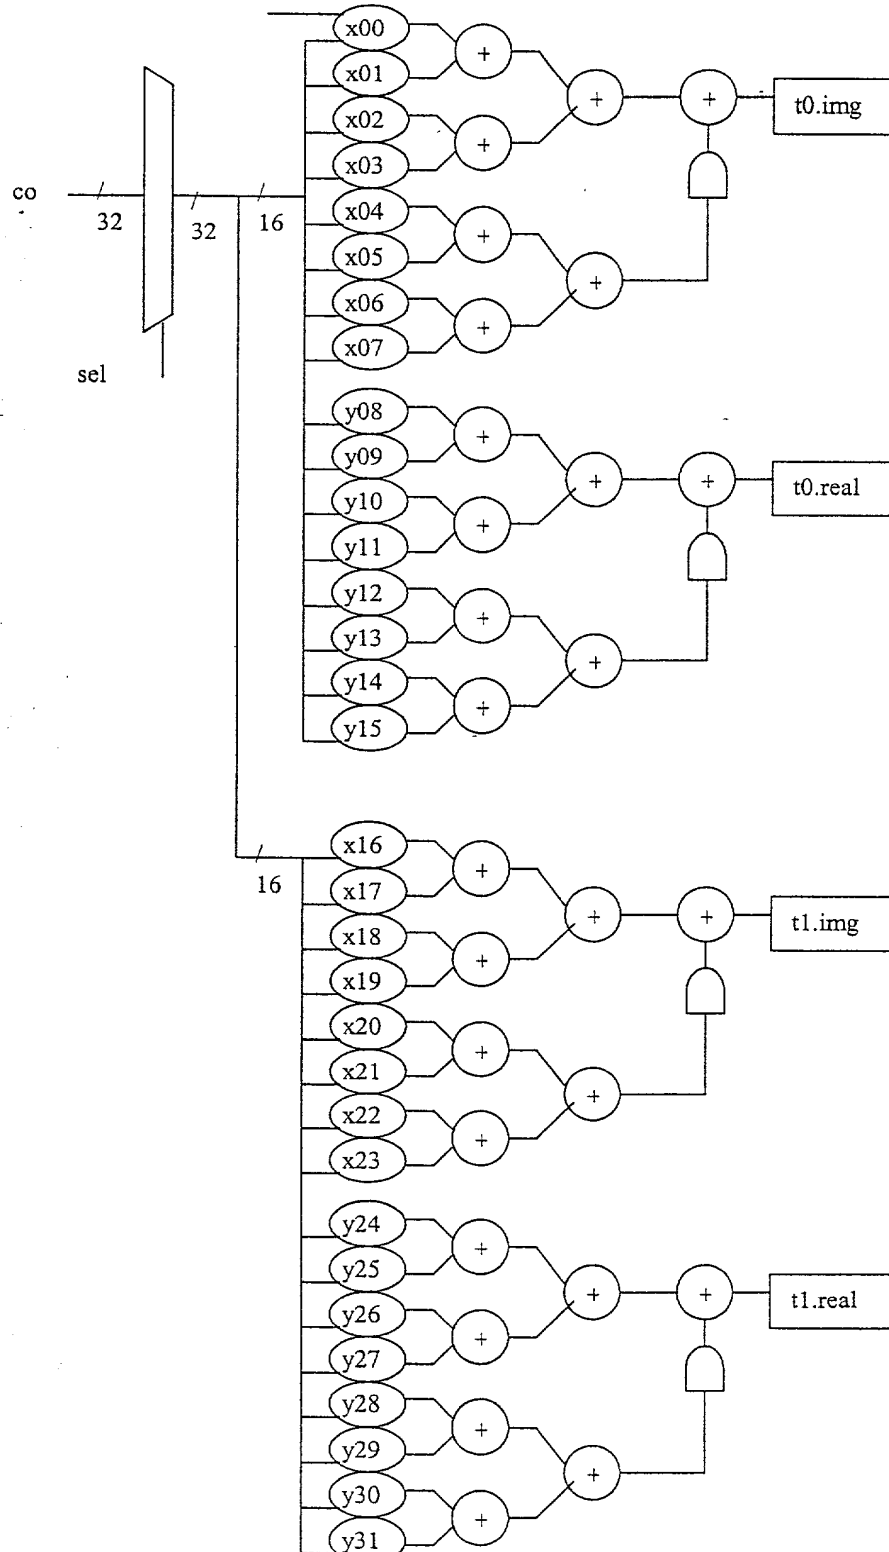 x00
+
x01
+
+
t0.img
x02
+
x03
co
32
32
16
x04
+
x05
+
x06
+
x07
sel
y08
+
y09
+
+
t0.real
y10
+
y11
y12
+
y13
+
y14
+
y15
x16
+
16
x17
+
+
t1.img
x18
+
x19
x20
+
x21
+
x22
+
x23
y24
+
y25
+
+
t1.real
y26
+
y27
y28
+
y29
+
y30
+
y31